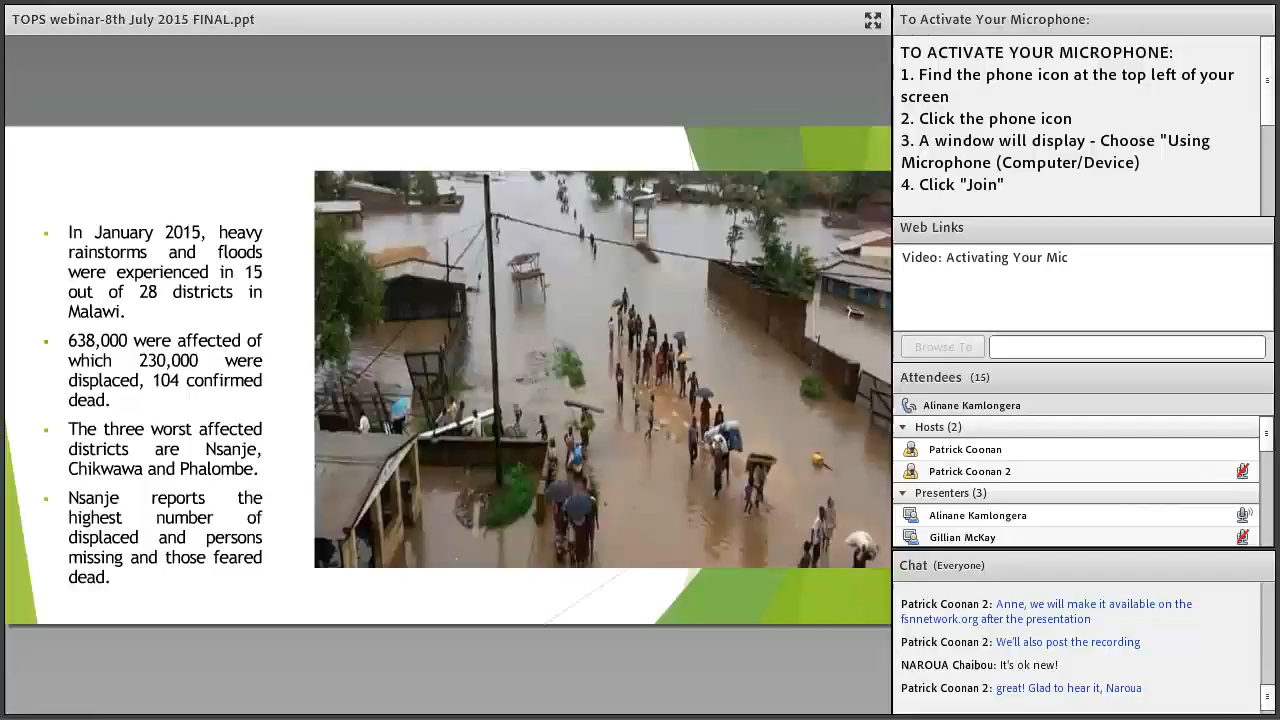 TOPS webinar-8th July 2015 FINAL.ppt
In January 2015, heavy
rainstorms and floods
were experienced in 15
out of 28 districts in
Malawi.
638,000 were affected of
which 230,000 were
displaced, 104 confirmed
dead.
The three worst affected
districts are Nsanje,
Chikwawa and Phalombe.
Nsanje reports the
highest number of
displaced and persons
missing and those feared
dead.
To Activate Your Microphone:
TO ACTIVATE YOUR MICROPHONE:
1. Find the phone icon at the top left of your
screen
2. Click the phone icon
3. A window will display - Choose "Using
Microphone (Computer/Device)
4. Click "Join"
Web Links
Video: Activating Your Mic
Browse To
Attendees (15)
Alinane Kamlongera
Hosts (2)
Patrick Coonan
Patrick Coonan 2
Presenters (3)
Alinane Kamlongera
Gillian McKay
Chat (Everyone)
Patrick Coonan 2: Anne, we will make it available on the
fsnnetwork.org after the presentation
Patrick Coonan 2: We'll also post the recording
NAROUA Chaibou: It's ok new!
Patrick Coonan 2: great! Glad to hear it, Naroua